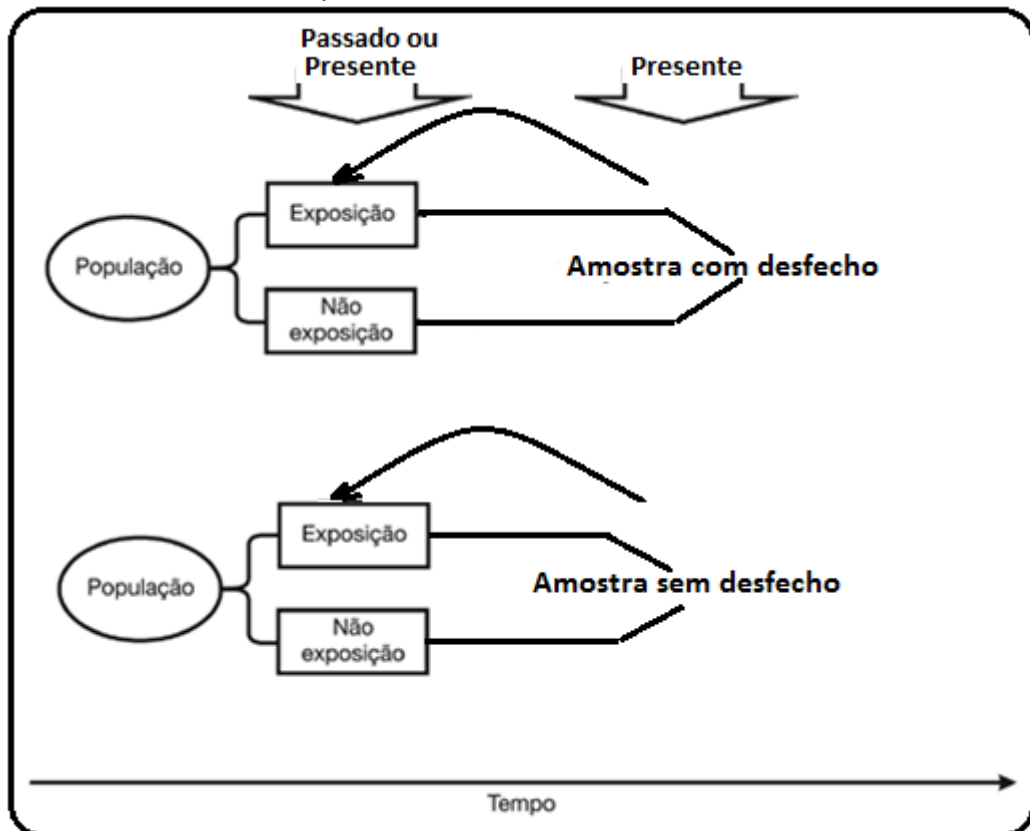 Passado ou
Presente
Presente
Exposição
População
Amostra com desfecho
Não
exposição
Exposição
População
Amostra sem desfecho
Não
exposição
Tempo